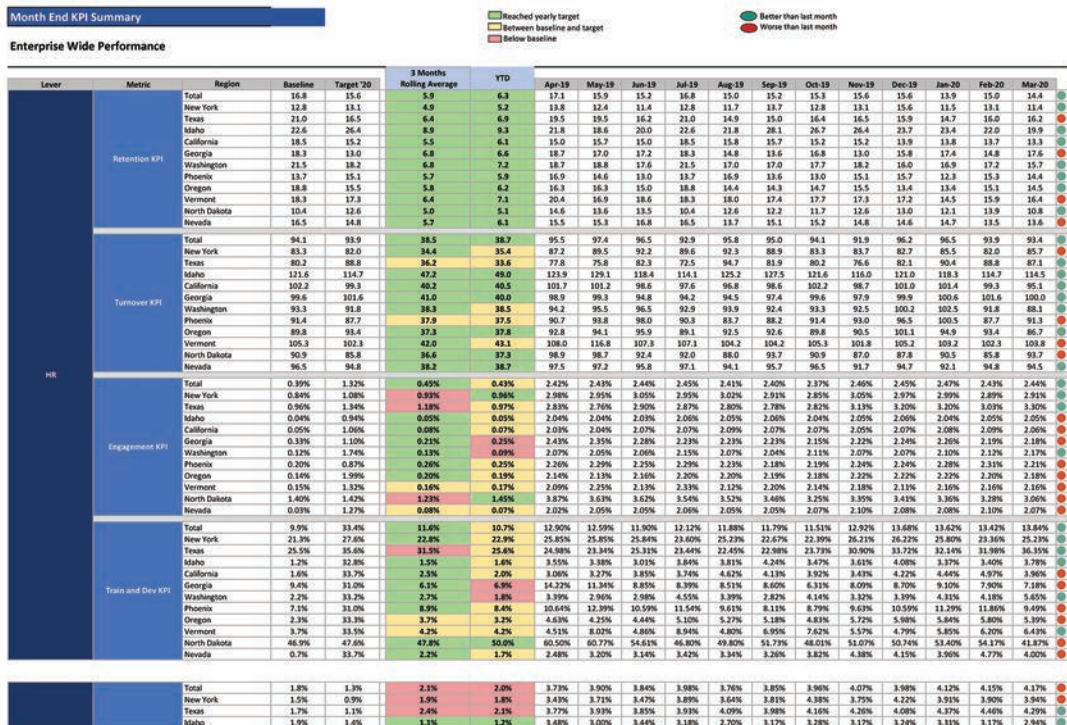 Month End KPI Summary
Reached yearly target
Between baseline and target
Below baseline
Better than last month
Worse than last month
Enterprise Wide Performance
Lever Metric Region Baseline Target '20 3 Months Rolling Average YTD Apr-19 May-19 Jun-19 Jul-19 Aug-19 Sep-19 Oct-19 Nov-19 Dec-19 Jan-20 Feb-20 Mar-20
HR
Retention KPI
Total 16.8 15.6 5.9 6.3 17.1 15.9 15.2 16.8 15.0 15.2 15.3 15.6 15.6 13.9 15.0 14.4
New York 12.8 13.1 4.9 5.2 13.8 12.4 11.4 12.8 11.7 13.7 12.8 13.1 15.6 11.5 13.1 11.4
Texas 21.0 16.5 6.4 6.9 19.5 19.5 16.2 21.0 14.9 15.0 16.4 16.5 15.9 14.7 16.0 16.2
Idaho 22.6 26.4 8.9 9.3 21.8 18.6 20.0 22.6 21.8 28.1 26.7 26.4 23.7 23.4 22.0 19.9
California 18.5 15.2 5.5 6.1 15.0 15.7 15.0 18.5 15.8 15.7 15.2 15.2 13.9 13.8 13.7 13.3
Georgia 18.3 13.0 6.8 6.6 18.7 17.0 17.2 18.3 14.8 13.6 16.8 13.0 15.8 17.4 14.8 17.6
Washington 21.5 18.2 6.8 7.2 18.7 18.8 17.6 21.5 17.0 17.0 17.7 18.2 16.0 16.9 17.2 15.7
Phoenix 13.7 15.1 5.7 5.9 16.9 14.6 13.0 13.7 16.9 13.6 13.0 15.1 15.7 12.3 15.3 14.4
Oregon 18.8 15.5 5.8 6.2 16.3 16.3 15.0 18.8 14.4 14.3 14.7 15.5 13.4 13.4 15.1 14.5
Vermont 18.3 17.3 6.4 7.1 20.4 16.9 18.6 18.3 18.0 17.4 17.7 17.3 17.2 14.5 15.9 16.4
North Dakota 10.4 12.6 5.0 5.1 14.6 13.6 13.5 10.4 12.6 12.2 11.7 12.6 13.0 12.1 13.9 10.8
Nevada 16.5 14.8 5.7 6.1 15.5 15.3 16.8 16.5 13.7 15.1 15.2 14.8 14.6 14.7 13.5 13.6
Turnover KPI
Total 94.1 93.9 38.5 38.7 95.5 97.4 96.5 92.9 95.8 95.0 94.1 91.9 96.2 96.5 93.9 93.4
New York 83.3 82.0 34.4 35.4 87.2 89.5 92.2 89.6 92.3 88.9 83.3 83.7 82.7 85.5 82.0 85.7
Texas 80.2 88.8 36.2 33.6 77.8 75.8 82.3 72.5 94.7 81.9 80.2 76.6 82.1 90.4 88.8 87.1
Idaho 121.6 114.7 47.2 49.0 123.9 129.1 118.4 114.1 125.2 127.5 121.6 116.0 121.0 118.3 114.7 114.5
California 102.2 99.3 40.2 40.5 101.7 101.2 98.6 97.6 96.8 98.6 102.2 98.7 101.0 101.4 99.3 95.1
Georgia 99.6 101.6 41.0 40.0 98.9 99.3 94.8 94.2 94.5 97.4 99.6 97.9 99.9 100.6 101.6 100.0
Washington 93.3 91.8 38.3 38.5 94.2 95.5 96.5 92.9 93.9 92.4 93.3 92.5 100.2 102.5 91.8 88.1
Phoenix 91.4 87.7 37.9 37.5 90.7 93.8 98.0 90.3 83.7 88.2 91.4 93.0 96.5 100.5 87.7 91.3
Oregon 89.8 93.4 37.3 37.8 92.8 94.1 95.9 89.1 92.5 92.6 89.8 90.5 101.1 94.9 93.4 86.7
Vermont 105.3 102.3 42.0 43.1 108.0 116.8 107.3 107.1 104.2 104.2 105.3 101.8 105.2 103.2 102.3 103.8
North Dakota 90.9 85.8 36.6 37.3 98.9 98.7 92.4 92.0 88.0 93.7 90.9 87.0 87.8 90.5 85.8 93.7
Nevada 96.5 94.8 38.2 38.7 97.5 97.2 95.8 97.1 94.1 95.7 96.5 91.7 94.7 92.1 94.8 94.5
Engagement KPI
Total 0.39% 1.32% 0.45% 0.43% 2.42% 2.43% 2.44% 2.45% 2.41% 2.40% 2.37% 2.46% 2.45% 2.47% 2.43% 2.44%
New York 0.84% 1.08% 0.93% 0.96% 2.98% 2.95% 3.05% 2.95% 3.02% 2.91% 2.85% 3.05% 2.97% 2.99% 2.89% 2.91%
Texas 0.96% 1.34% 1.18% 0.97% 2.83% 2.76% 2.90% 2.87% 2.80% 2.78% 2.82% 3.13% 3.20% 3.20% 3.03% 3.30%
Idaho 0.04% 0.94% 0.05% 0.05% 2.04% 2.04% 2.03% 2.06% 2.05% 2.06% 2.04% 2.05% 2.06% 2.04% 2.05% 2.05%
California 0.05% 1.06% 0.08% 0.07% 2.03% 2.04% 2.07% 2.07% 2.09% 2.07% 2.07% 2.05% 2.07% 2.08% 2.09% 2.06%
Georgia 0.33% 1.10% 0.21% 0.25% 2.43% 2.35% 2.28% 2.23% 2.23% 2.23% 2.15% 2.22% 2.24% 2.26% 2.19% 2.18%
Washington 0.12% 1.74% 0.13% 0.09% 2.07% 2.05% 2.06% 2.15% 2.07% 2.04% 2.11% 2.07% 2.07% 2.10% 2.12% 2.17%
Phoenix 0.20% 0.87% 0.26% 0.25% 2.26% 2.29% 2.25% 2.29% 2.23% 2.18% 2.19% 2.24% 2.24% 2.28% 2.31% 2.21%
Oregon 0.14% 1.99% 0.20% 0.19% 2.14% 2.13% 2.16% 2.20% 2.20% 2.19% 2.18% 2.22% 2.22% 2.22% 2.20% 2.18%
Vermont 0.15% 1.32% 0.16% 0.17% 2.09% 2.25% 2.13% 2.33% 2.12% 2.20% 2.14% 2.18% 2.11% 2.16% 2.16% 2.16%
North Dakota 1.40% 1.42% 1.23% 1.45% 3.87% 3.63% 3.62% 3.54% 3.52% 3.46% 3.25% 3.35% 3.41% 3.36% 3.28% 3.06%
Nevada 0.03% 1.27% 0.08% 0.07% 2.02% 2.05% 2.05% 2.06% 2.05% 2.05% 2.07% 2.10% 2.08% 2.08% 2.10% 2.07%
Train and Dev KPI
Total 9.9% 33.4% 11.6% 10.7% 12.90% 12.59% 11.90% 12.12% 11.88% 11.79% 11.51% 12.92% 13.68% 13.62% 13.42% 13.84%
New York 21.3% 27.6% 22.8% 22.9% 25.85% 25.85% 25.84% 23.60% 25.23% 22.67% 22.39% 26.21% 26.22% 25.80% 23.36% 25.23%
Texas 25.5% 35.6% 31.5% 25.6% 24.98% 23.34% 25.31% 24.44% 22.45% 22.98% 23.73% 30.90% 33.72% 32.14% 31.98% 36.35%
Idaho 1.2% 32.8% 1.5% 1.6% 3.55% 3.38% 3.01% 3.84% 3.81% 4.24% 3.47% 3.61% 4.08% 3.37% 3.40% 3.78%
California 1.6% 33.7% 2.5% 2.0% 3.06% 3.27% 3.85% 3.74% 4.62% 4.13% 3.92% 3.43% 4.22% 4.44% 4.97% 3.96%
Georgia 9.4% 31.0% 6.1% 6.9% 14.22% 11.34% 8.85% 8.39% 8.51% 8.60% 6.31% 8.09% 8.70% 9.10% 7.90% 7.18%
Washington 2.2% 33.2% 2.7% 1.8% 3.39% 2.96% 2.98% 4.55% 3.39% 2.82% 4.14% 3.32% 3.39% 4.31% 4.18% 5.65%
Phoenix 7.1% 31.0% 8.9% 8.4% 10.64% 12.39% 10.59% 11.54% 9.61% 8.11% 8.79% 9.63% 10.59% 11.29% 11.86% 9.49%
Oregon 2.3% 33.3% 3.7% 3.2% 4.63% 4.25% 4.44% 5.10% 5.27% 5.18% 4.83% 5.72% 5.98% 5.84% 5.80% 5.39%
Vermont 3.7% 33.5% 4.2% 4.2% 4.51% 8.02% 4.86% 8.94% 4.80% 6.95% 7.62% 5.57% 4.79% 5.85% 6.20% 6.43%
North Dakota 46.9% 47.6% 47.8% 50.0% 60.50% 60.77% 54.61% 46.80% 49.80% 51.73% 48.01% 51.07% 50.74% 53.40% 54.17% 41.87%
Nevada 0.7% 33.7% 2.2% 1.7% 2.48% 3.20% 3.14% 3.42% 3.34% 3.26% 3.82% 4.38% 4.15% 3.96% 4.77% 4.00%
Total 1.8% 1.3% 2.1% 2.0% 3.73% 3.90% 3.84% 3.98% 3.76% 3.85% 3.96% 4.07% 3.98% 4.12% 4.15% 4.17%
New York 1.5% 0.9% 1.9% 1.8% 3.43% 3.71% 3.47% 3.89% 3.64% 3.81% 4.38% 3.75% 4.22% 3.91% 3.90% 3.94%
Texas 1.7% 1.1% 2.4% 2.1% 3.77% 3.93% 3.85% 3.93% 4.09% 3.98% 4.16% 4.26% 4.08% 4.37% 4.46% 4.29%
Idaho 1.9% 1.4% 1.1% 1.2% 3.48% 3.00% 3.44% 3.18% 2.70% 3.17% 3.28% 3.17% 3.24% 3.31% 2.94%